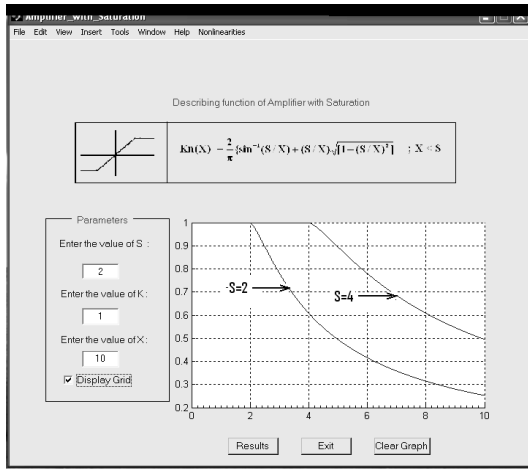 Amplifier_with_Saturation
File Edit View Insert Tools Window Help Nonlinearities
Describing function of Amplifier with Saturation
Kn(X) = 2/π {sin⁻¹(S/X) + (S/X).√[1−(S/X)²] ; X < S
Parameters
Enter the value of S :
2
Enter the value of K :
1
Enter the value of X :
10
Display Grid
1
0.9
0.8
0.7
0.6
0.5
0.4
0.3
0.2
S=2
S=4
0 2 4 6 8 10
Results Exit Clear Graph